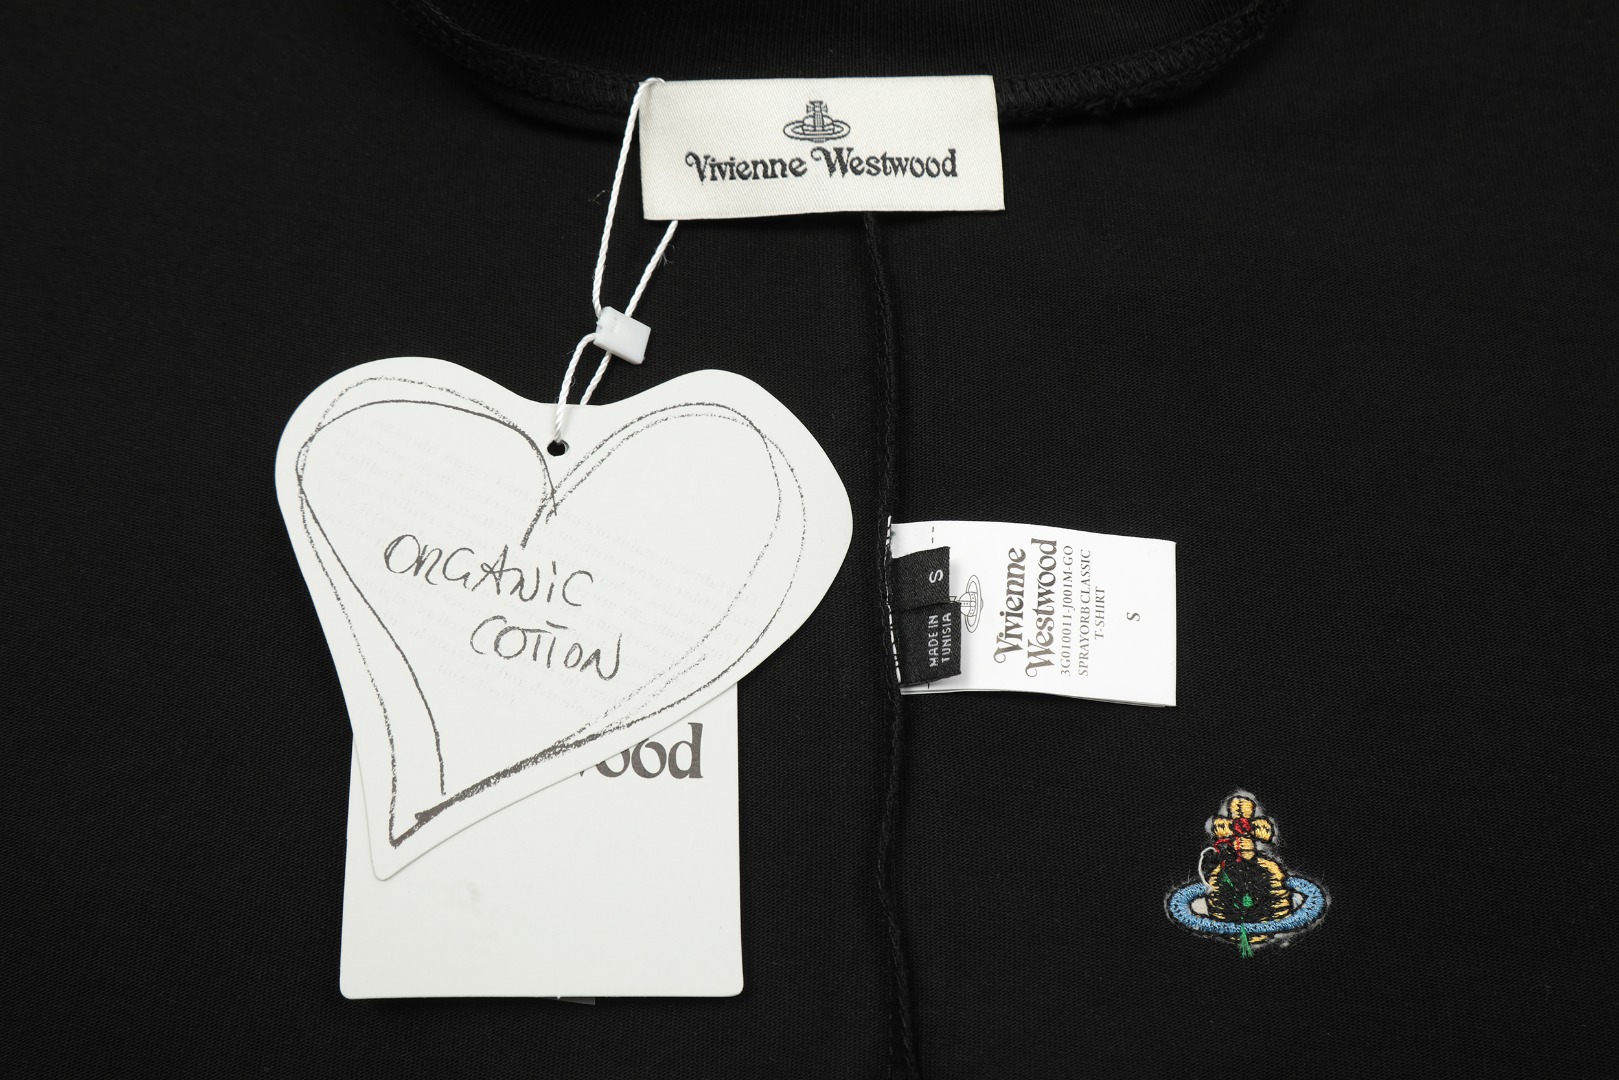 Vivienne Westwood
ORGANIC
COTTON
wood
S
MADE IN
TUNISIA
Vivienne
Westwood
3G010011-J001M-GO
SPRAYORB CLASSIC
T-SHIRT
S